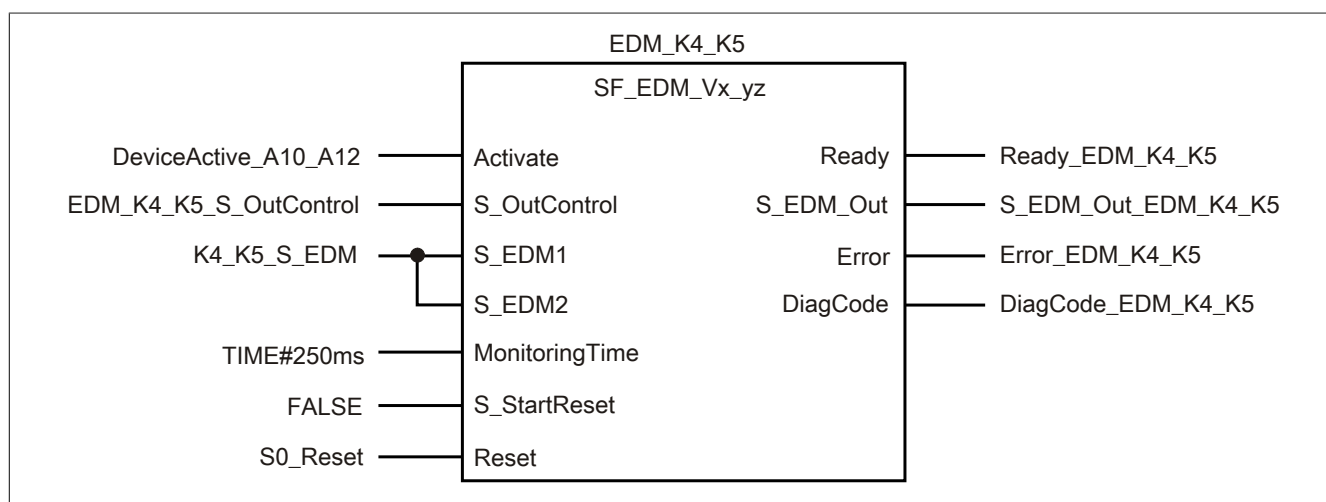 EDM_K4_K5
SF_EDM_Vx_yz
DeviceActive_A10_A12 Activate Ready Ready_EDM_K4_K5
EDM_K4_K5_S_OutControl S_OutControl S_EDM_Out S_EDM_Out_EDM_K4_K5
K4_K5_S_EDM S_EDM1 Error Error_EDM_K4_K5
S_EDM2 DiagCode DiagCode_EDM_K4_K5
TIME#250ms MonitoringTime
FALSE S_StartReset
S0_Reset Reset